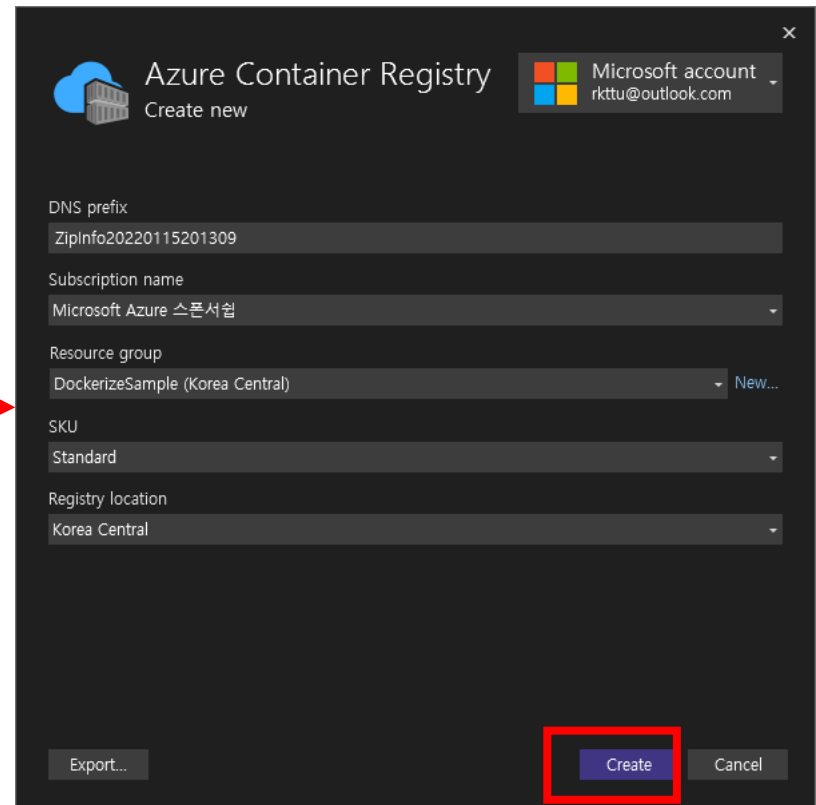 Azure Container Registry
Create new
Microsoft account
rkttu@outlook.com
DNS prefix
ZipInfo20220115201309
Subscription name
Microsoft Azure 스폰서쉽
Resource group
DockerizeSample (Korea Central)
New...
SKU
Standard
Registry location
Korea Central
Export...
Create
Cancel